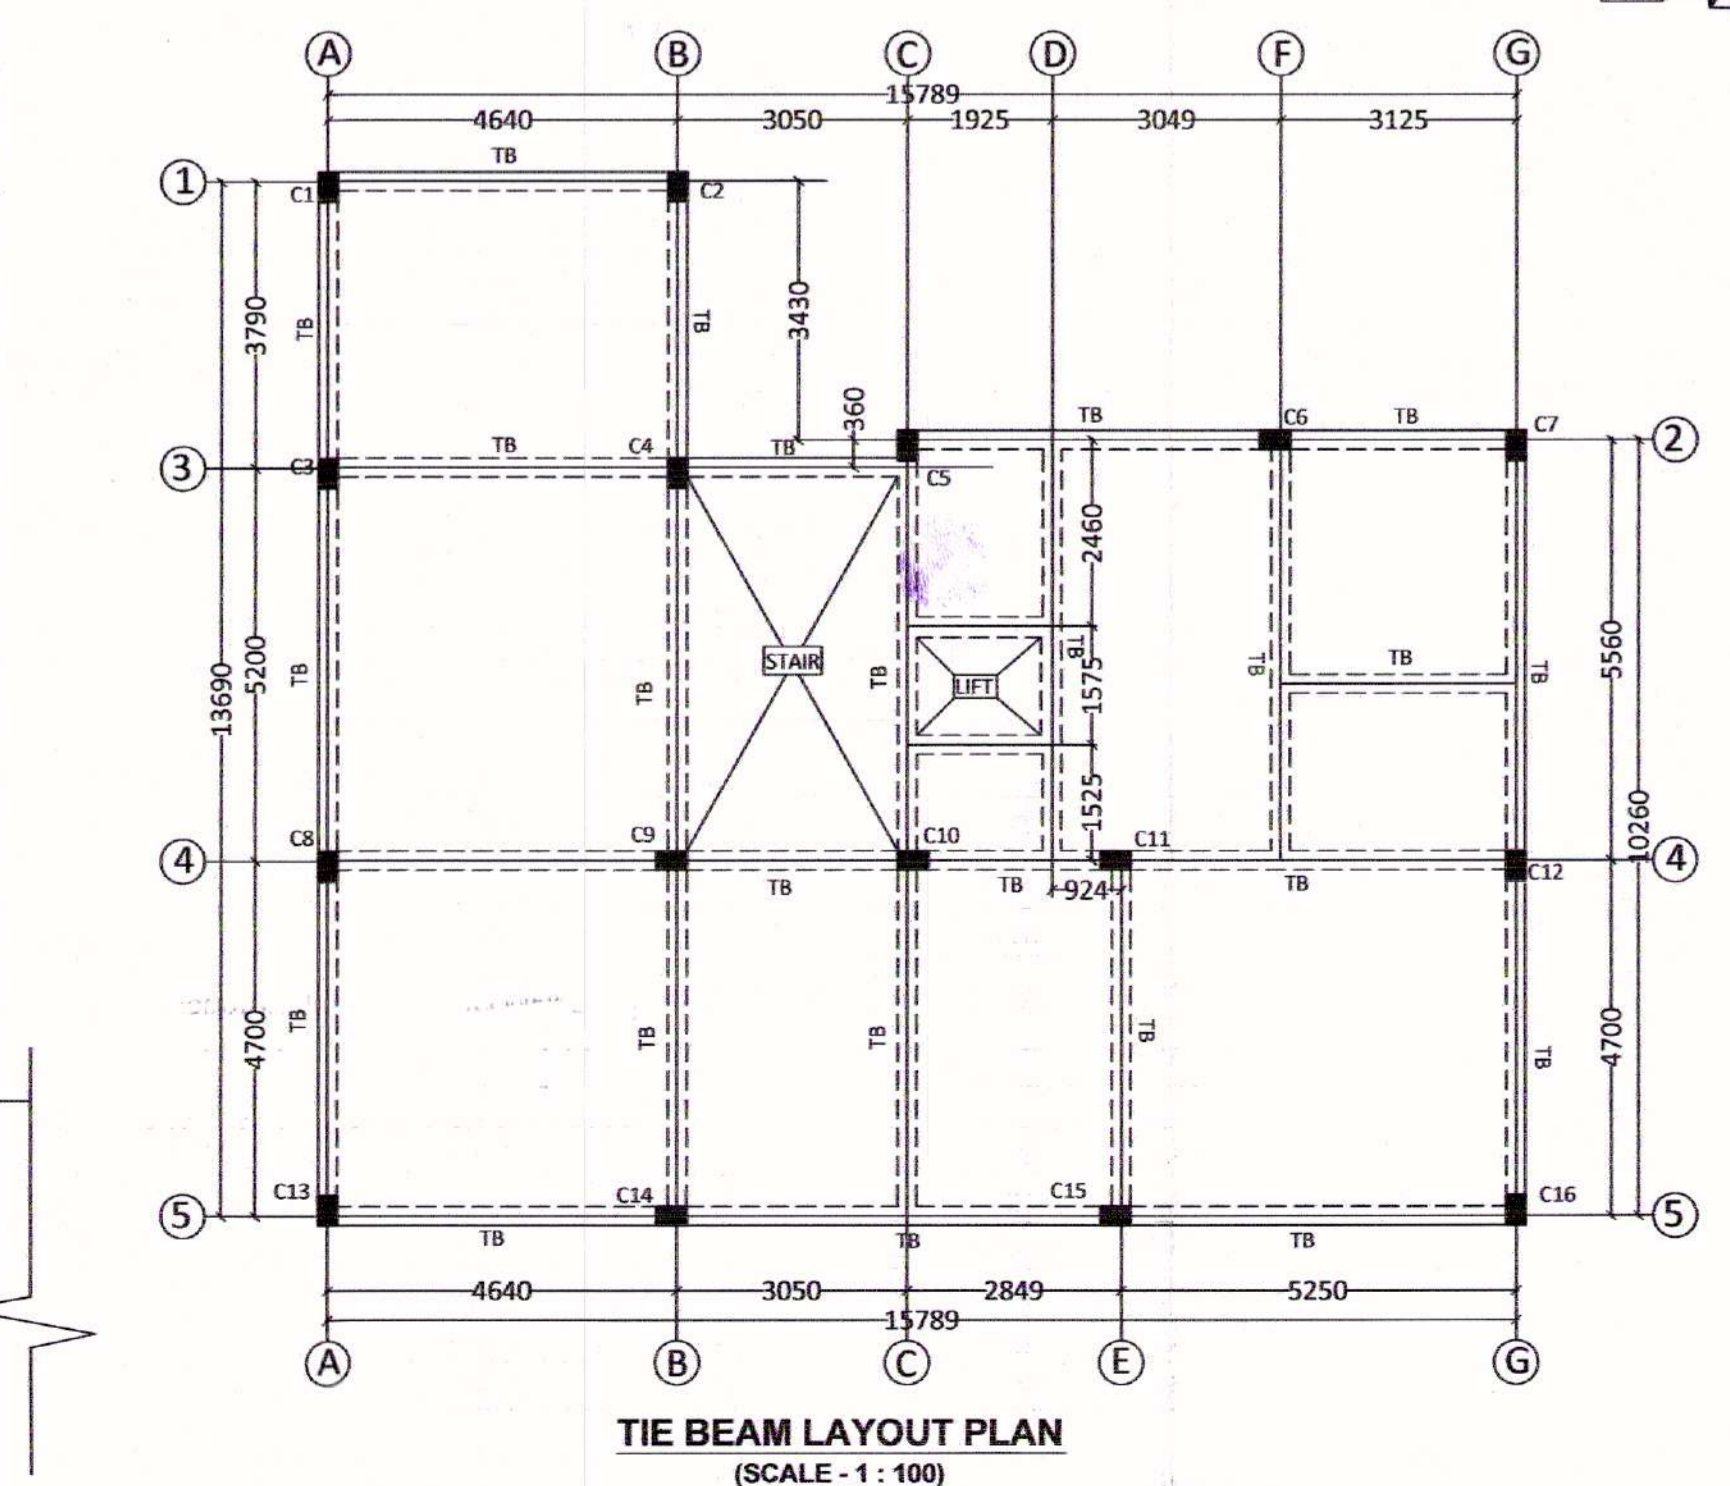 A B C D F G
15789
4640 3050 1925 3049 3125
TB
1 C1 C2
3790 TB TB 3430
360
TB C6 TB C7
2
TB C4 TB
3 C3 C5
2460
13690 5200 TB TB STAIR TB LIFT TB 1575 TB TB TB 5560
1525 10260
C8 C9 C10 C11
4 4
TB TB 924 TB C12
4700 TB TB TB TB TB 4700
C13 C14 C15 C16
5 5
TB TB TB
4640 3050 2849 5250
15789
A B C E G
TIE BEAM LAYOUT PLAN
(SCALE - 1 : 100)